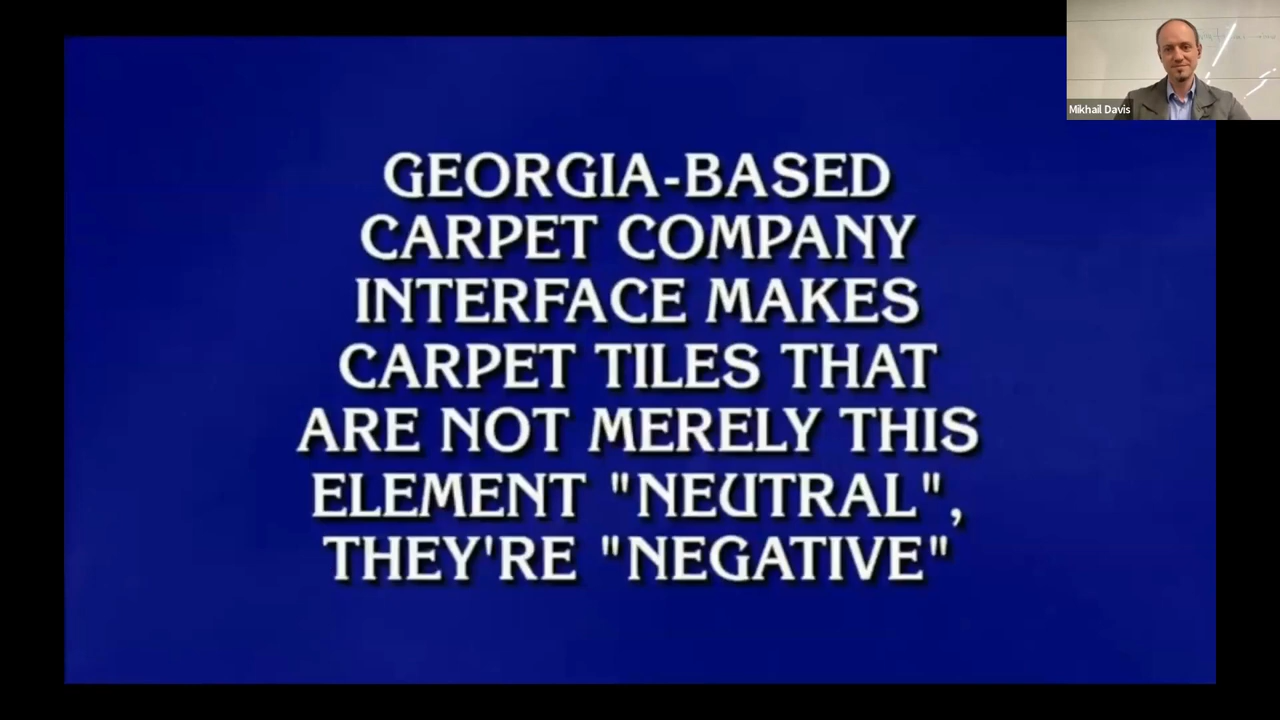 GEORGIA-BASED
CARPET COMPANY
INTERFACE MAKES
CARPET TILES THAT
ARE NOT MERELY THIS
ELEMENT "NEUTRAL",
THEY'RE "NEGATIVE"
Mikhail Davis